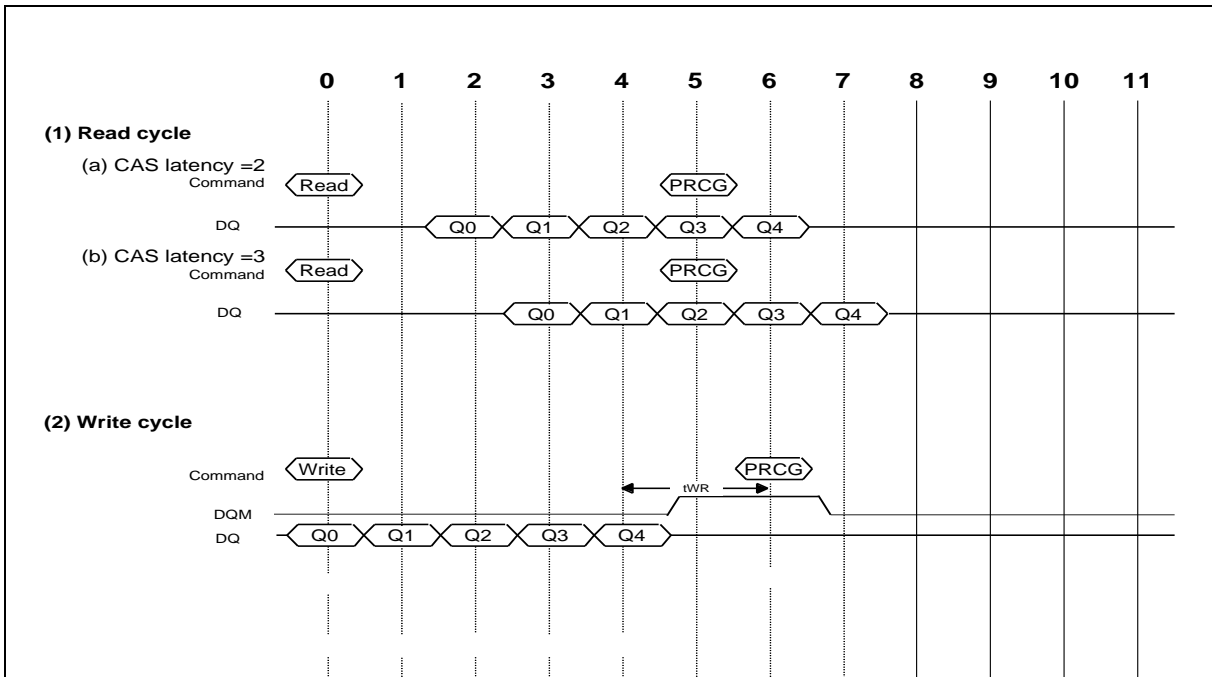 0 1 2 3 4 5 6 7 8 9 10 11
(1) Read cycle
(a) CAS latency =2
Command Read PRCG
DQ Q0 Q1 Q2 Q3 Q4
(b) CAS latency =3
Command Read PRCG
DQ Q0 Q1 Q2 Q3 Q4
(2) Write cycle
Command Write PRCG
tWR
DQM
DQ Q0 Q1 Q2 Q3 Q4